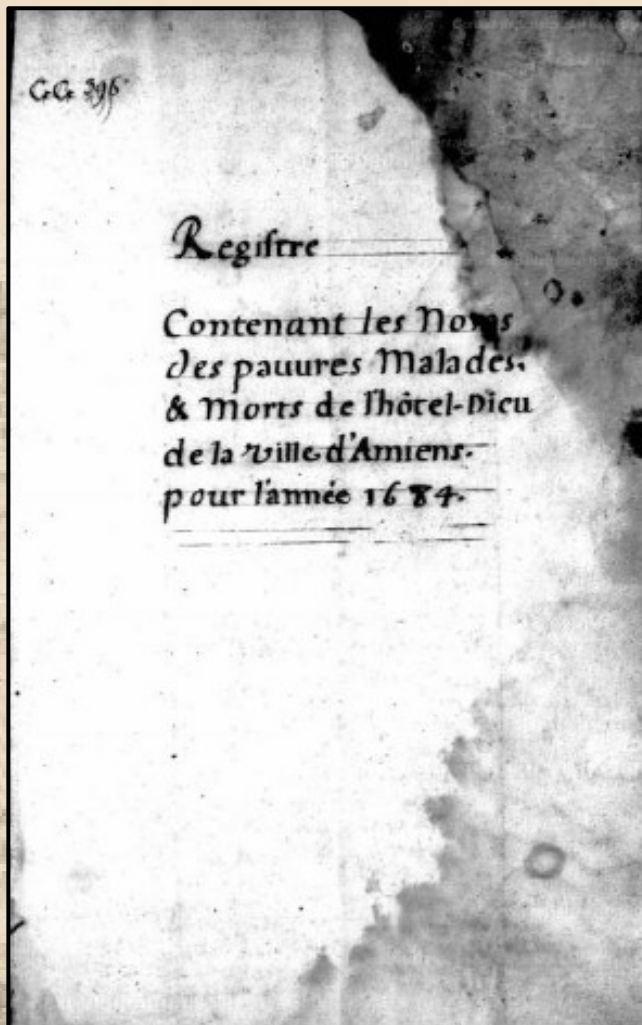 GG 396
Registre
Contenant les Noms
des pauures Malades.
& Morts de l'hôtel-Dieu
de la Ville d'Amiens.
pour l'année 1684.